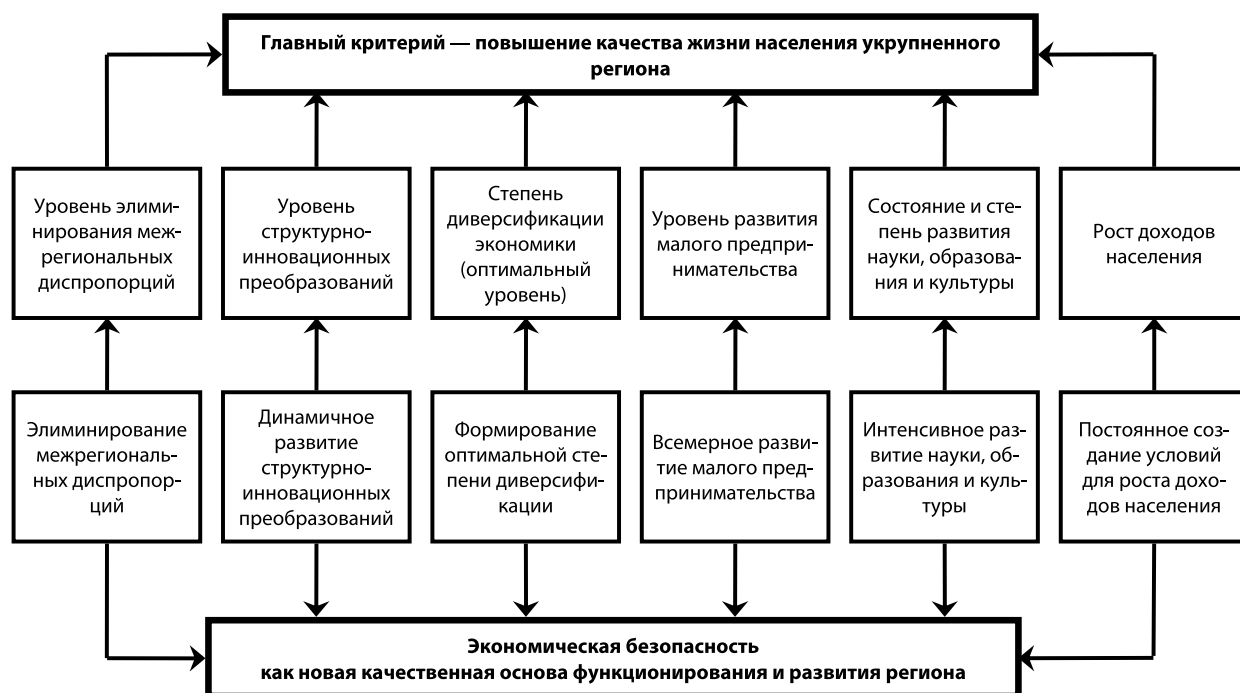 Главный критерий — повышение качества жизни населения укрупненного
региона
Уровень элими-
нирования меж-
региональных
диспропорций
Уровень
структурно-
инновационных
преобразований
Степень
диверсификации
экономики
(оптимальный
уровень)
Уровень развития
малого предпри-
нимательства
Состояние и сте-
пень развития
науки, образова-
ния и культуры
Рост доходов
населения
Элиминирование
межрегиональ-
ных диспропор-
ций
Динамичное
развитие
структурно-
инновационных
преобразований
Формирование
оптимальной сте-
пени диверсифи-
кации
Всемерное разви-
тие малого пред-
принимательства
Интенсивное раз-
витие науки, об-
разования и куль-
туры
Постоянное соз-
дание условий
для роста дохо-
дов населения
Экономическая безопасность
как новая качественная основа функционирования и развития региона